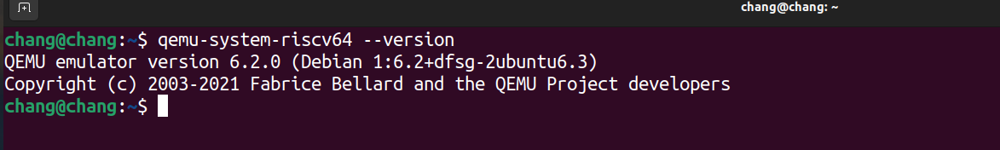 chang@chang: ~
chang@chang:~$ qemu-system-riscv64 --version
QEMU emulator version 6.2.0 (Debian 1:6.2+dfsg-2ubuntu6.3)
Copyright (c) 2003-2021 Fabrice Bellard and the QEMU Project developers
chang@chang:~$